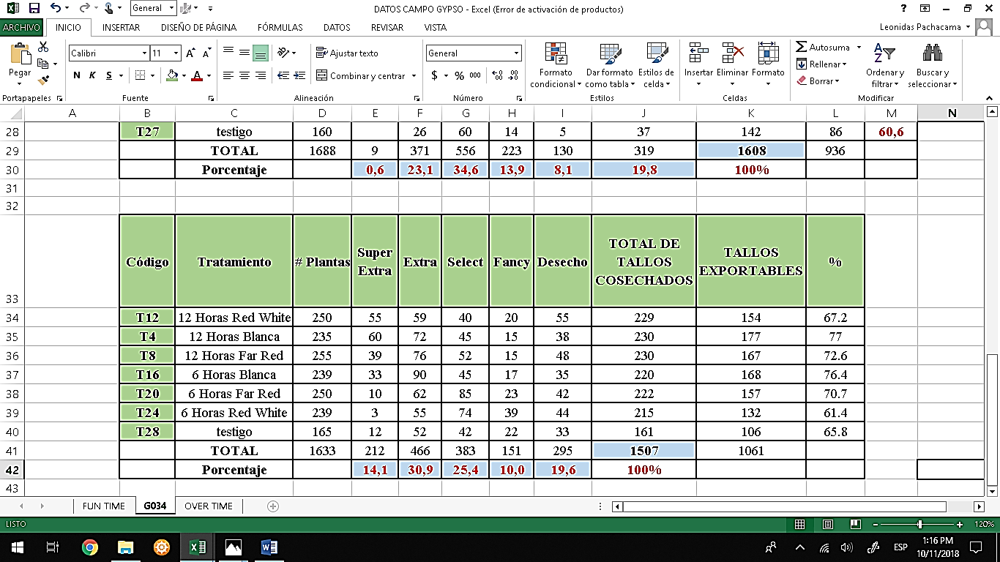 General
DATOS CAMPO GYPSO - Excel (Error de activación de productos)
ARCHIVO INICIO INSERTAR DISEÑO DE PÁGINA FÓRMULAS DATOS REVISAR VISTA Leonidas Pachacama
Pegar
Calibri 11
N K S
Ajustar texto
Combinar y centrar
General
$ % 000
Formato condicional
Dar formato como tabla
Estilos de celda
Insertar Eliminar Formato
Autosuma
Rellenar
Borrar
Ordenar y filtrar
Buscar y seleccionar
Portapapeles Fuente Alineación Número Estilos Celdas Modificar
A B C D E F G H I J K L M N
28 T27 testigo 160 26 60 14 5 37 142 86 60,6
29 TOTAL 1688 9 371 556 223 130 319 1608 936
30 Porcentaje 0,6 23,1 34,6 13,9 8,1 19,8 100%
31
32
33 Código Tratamiento # Plantas Super Extra Extra Select Fancy Desecho TOTAL DE TALLOS COSECHADOS TALLOS EXPORTABLES %
34 T12 12 Horas Red White 250 55 59 40 20 55 229 154 67.2
35 T4 12 Horas Blanca 235 60 72 45 15 38 230 177 77
36 T8 12 Horas Far Red 255 39 76 52 15 48 230 167 72.6
37 T16 6 Horas Blanca 239 33 90 45 17 35 220 168 76.4
38 T20 6 Horas Far Red 250 10 62 85 23 42 222 157 70.7
39 T24 6 Horas Red White 239 3 55 74 39 44 215 132 61.4
40 T28 testigo 165 12 52 42 22 33 161 106 65.8
41 TOTAL 1633 212 466 383 151 295 1507 1061
42 Porcentaje 14,1 30,9 25,4 10,0 19,6 100%
43
FUN TIME G034 OVER TIME
LISTO 120%
ESP 1:16 PM
10/11/2018